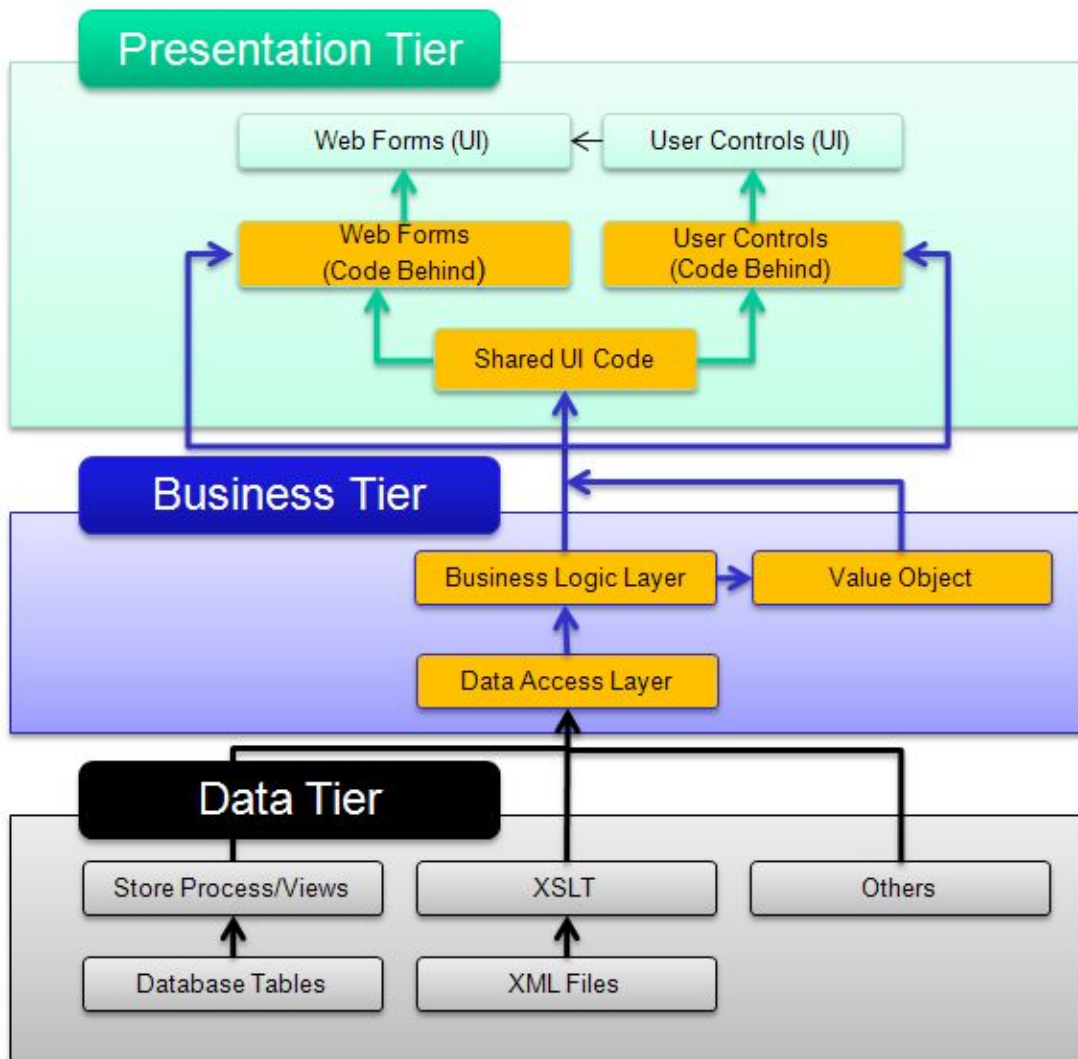 Presentation Tier
Web Forms (UI)
User Controls (UI)
Web Forms
(Code Behind)
User Controls
(Code Behind)
Shared UI Code
Business Tier
Business Logic Layer
Value Object
Data Access Layer
Data Tier
Store Process/Views
XSLT
Others
Database Tables
XML Files